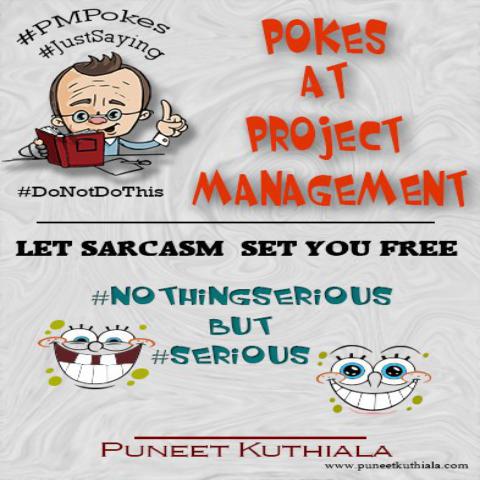 #PMPokes
#JustSaying
#DoNotDoThis
POKES
AT
PROJECT
MANAGEMENT
LET SARCASM SET YOU FREE
#NOTHINGSERIOUS
BUT
#SERIOUS
PUNEET KUTHIALA
www.puneetkuthiala.com